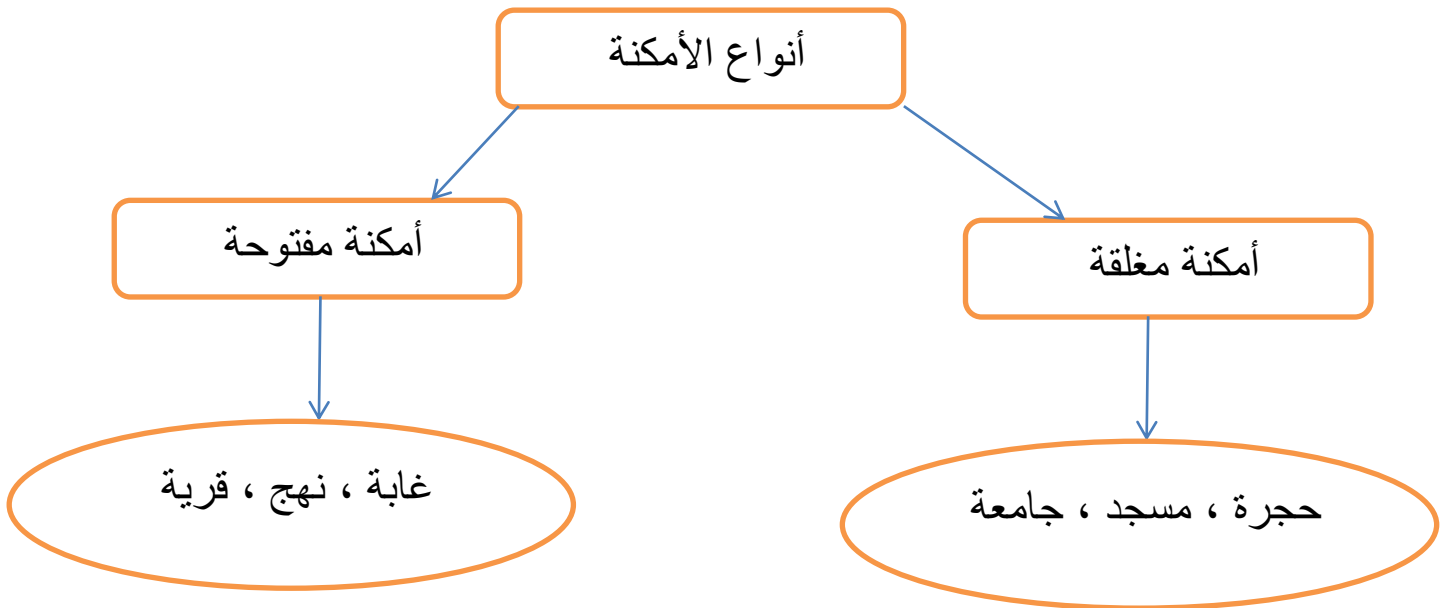 أنواع الأمكنة
أمكنة مغلقة
أمكنة مفتوحة
حجرة ، مسجد ، جامعة
غابة ، نهج ، قرية